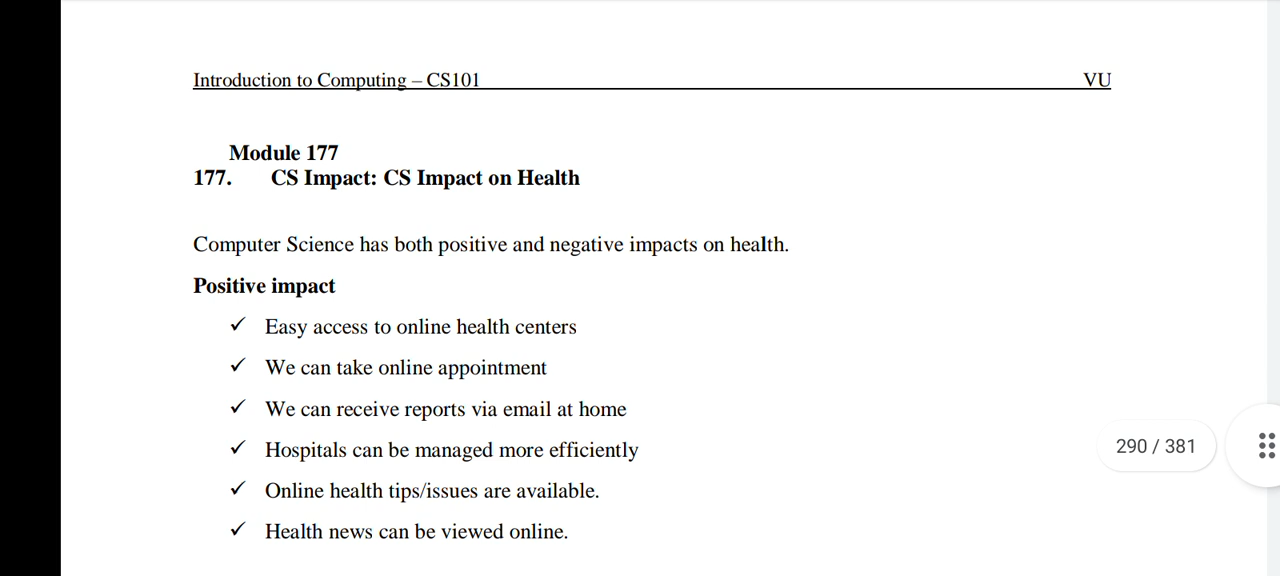 Introduction to Computing – CS101 VU
Module 177
177. CS Impact: CS Impact on Health
Computer Science has both positive and negative impacts on health.
Positive impact
✓ Easy access to online health centers
✓ We can take online appointment
✓ We can receive reports via email at home
✓ Hospitals can be managed more efficiently
290 / 381
✓ Online health tips/issues are available.
✓ Health news can be viewed online.